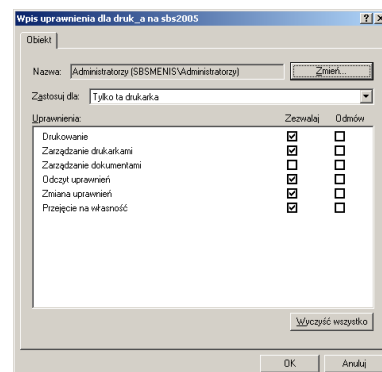 Wpis uprawnienia dla druk_a na sbs2005
Obiekt
Nazwa: Administratorzy (SBSMENIS\Administratorzy) Zmień...
Zastosuj dla: Tylko ta drukarka
Uprawnienia: Zezwalaj Odmów
Drukowanie
Zarządzanie drukarkami
Zarządzanie dokumentami
Odczyt uprawnień
Zmiana uprawnień
Przejęcie na własność
Wyczyść wszystko
OK Anuluj